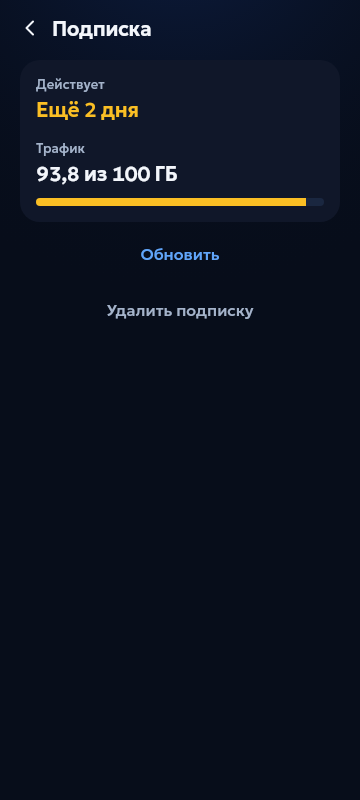 Подписка
Действует
Ещё 2 дня
Трафик
93,8 из 100 ГБ
Обновить
Удалить подписку